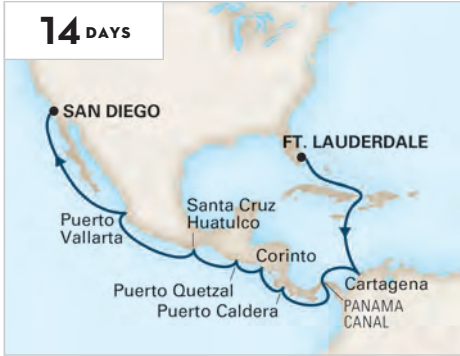 14 DAYS
SAN DIEGO
FT. LAUDERDALE
Santa Cruz
Huatulco
Puerto
Vallarta
Corinto
Puerto Quetzal
Puerto Caldera
Cartagena
PANAMA
CANAL